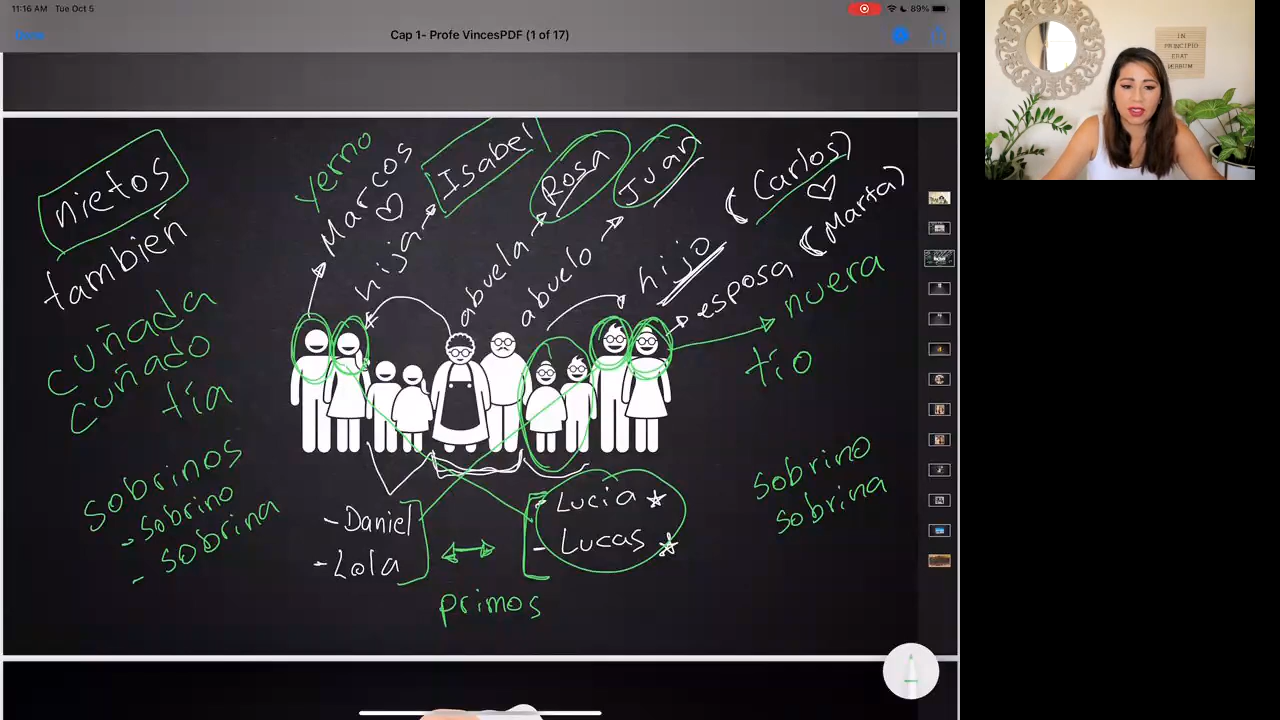 11:16 AM Tue Oct 5
89%
Done
Cap 1- Profe VincesPDF (1 of 17)
IN
PRINCIPIO
ERAT
VERBUM
nietos
también
cuñada
cuñado
tía
sobrinos
- sobrino
- sobrina
yerno
Marcos
hija
Isabel
abuela
Rosa
abuelo
Juan
hijo
(Carlos)
esposa
(Marta)
nuera
tío
sobrino
sobrina
- Daniel
- Lola
- Lucia
- Lucas
primos